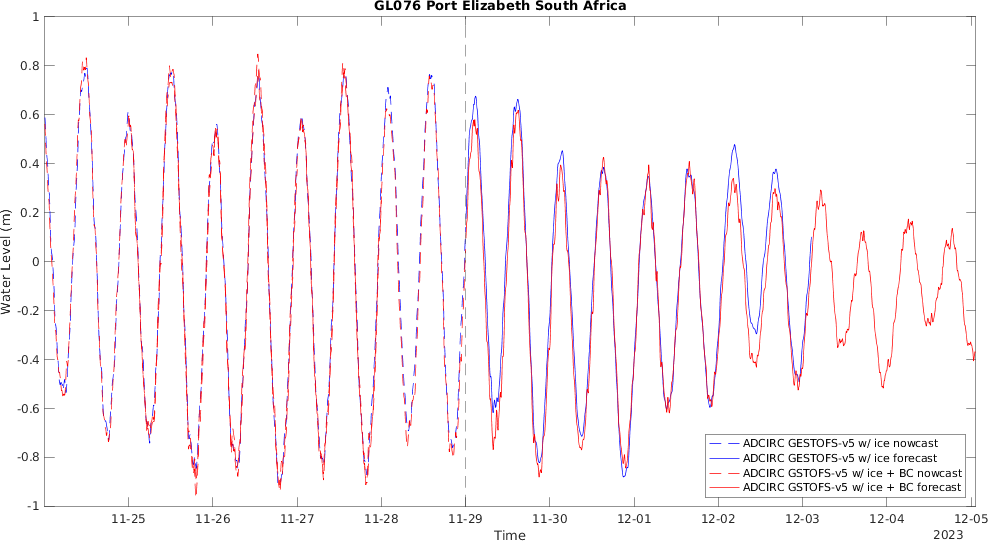 GL076 Port Elizabeth South Africa
1
0.8
0.6
0.4
0.2
0
-0.2
-0.4
-0.6
-0.8
-1
Water Level (m)
ADCIRC GESTOFS-v5 w/ ice nowcast
ADCIRC GESTOFS-v5 w/ ice forecast
ADCIRC GSTOFS-v5 w/ ice + BC nowcast
ADCIRC GSTOFS-v5 w/ ice + BC forecast
11-25 11-26 11-27 11-28 11-29 11-30 12-01 12-02 12-03 12-04 12-05
Time
2023